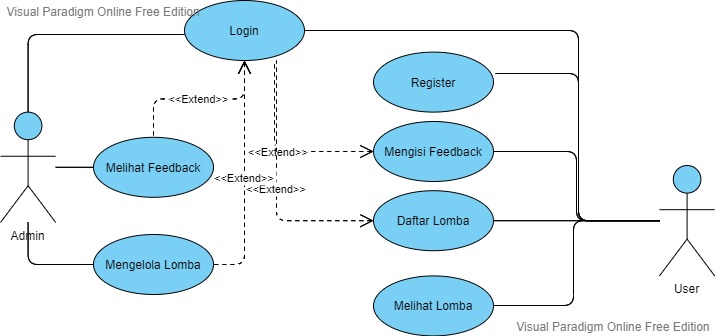 Visual Paradigm Online Free Edition
Login
Register
<<Extend>>
Mengisi Feedback
<<Extend>>
Melihat Feedback
<<Extend>>
<<Extend>>
Daftar Lomba
Admin
Mengelola Lomba
User
Melihat Lomba
Visual Paradigm Online Free Edition